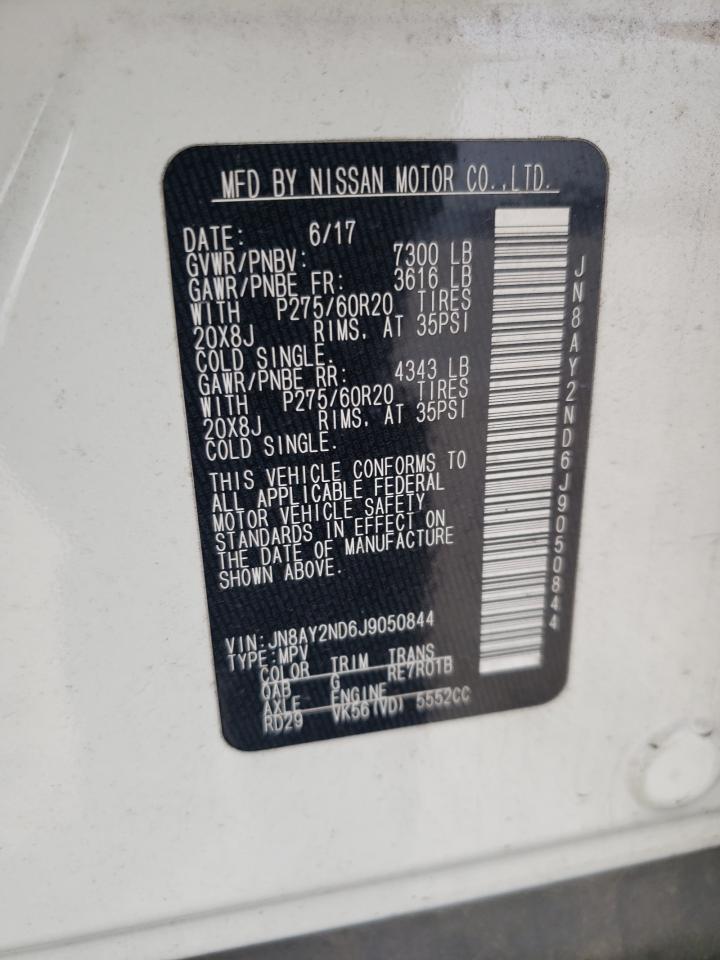 MFD BY NISSAN MOTOR CO.,LTD.
DATE: 6/17
GVWR/PNBV: 7300 LB
GAWR/PNBE FR: 3616 LB
WITH P275/60R20 TIRES
20X8J RIMS, AT 35PSI
COLD SINGLE.
GAWR/PNBE RR: 4343 LB
WITH P275/60R20 TIRES
20X8J RIMS, AT 35PSI
COLD SINGLE.
THIS VEHICLE CONFORMS TO
ALL APPLICABLE FEDERAL
MOTOR VEHICLE SAFETY
STANDARDS IN EFFECT ON
THE DATE OF MANUFACTURE
SHOWN ABOVE.
VIN:JN8AY2ND6J9050844
TYPE:MPV
COLOR TRIM TRANS
QAB G RE7R01B
AXLE ENGINE
RD29 VK56(VD) 5552CC
JN8AY2ND6J9050844